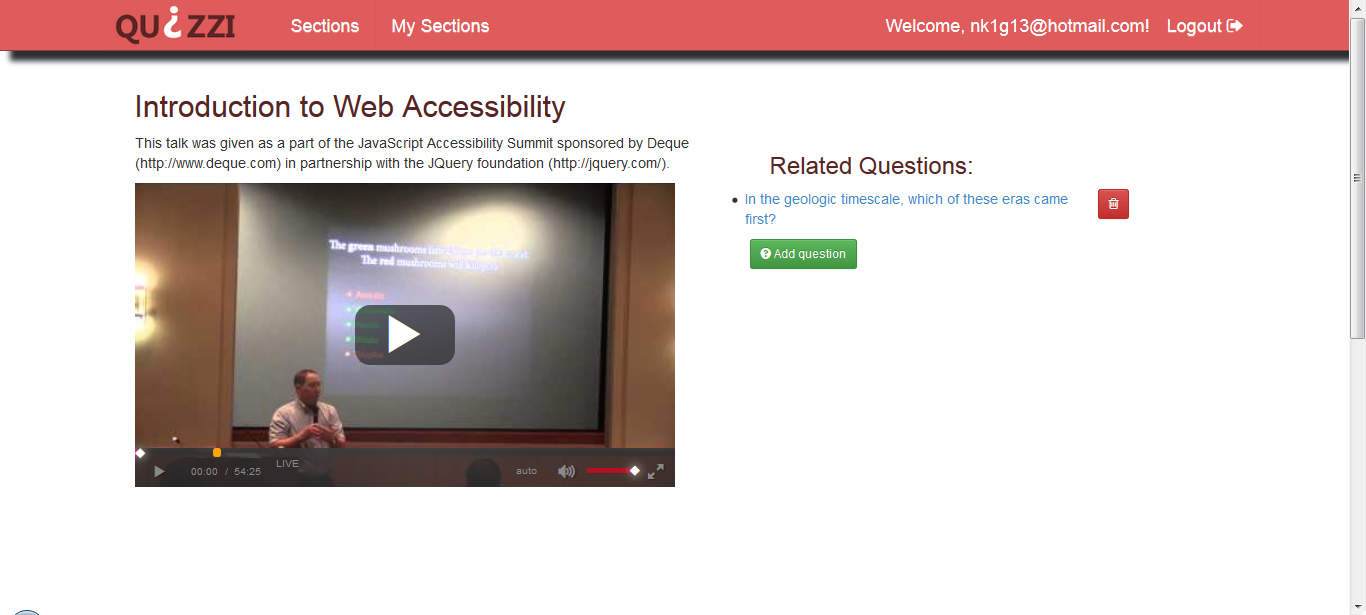 QU¿ZZI
Sections
My Sections
Welcome, nk1g13@hotmail.com!
Logout
Introduction to Web Accessibility
This talk was given as a part of the JavaScript Accessibility Summit sponsored by Deque
(http://www.deque.com) in partnership with the JQuery foundation (http://jquery.com/).
The green mushrooms
The red mushrooms will
00:00 / 54:25
LIVE
auto
Related Questions:
In the geologic timescale, which of these eras came
first?
Add question